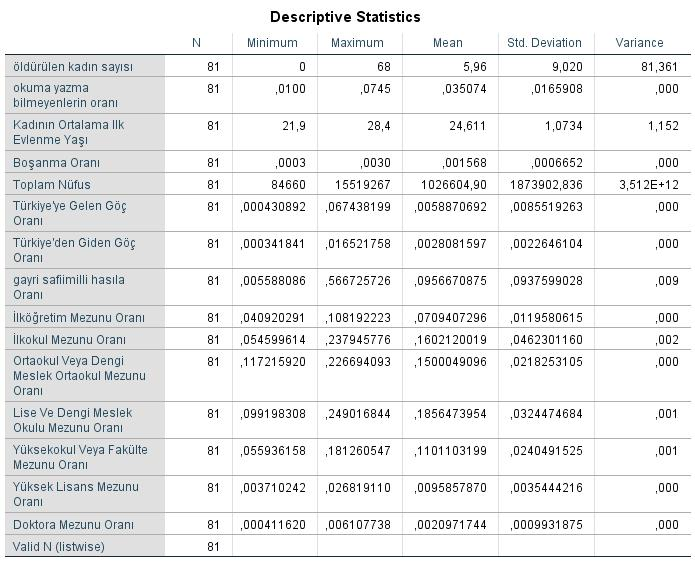 Descriptive Statistics
N Minimum Maximum Mean Std. Deviation Variance
öldürülen kadın sayısı 81 0 68 5,96 9,020 81,361
okuma yazma
bilmeyenlerin oranı 81 ,0100 ,0745 ,035074 ,0165908 ,000
Kadının Ortalama Ilk
Evlenme Yaşı 81 21,9 28,4 24,611 1,0734 1,152
Boşanma Oranı 81 ,0003 ,0030 ,001568 ,0006652 ,000
Toplam Nüfus 81 84660 15519267 1026604,90 1873902,836 3,512E+12
Türkiye'ye Gelen Göç
Oranı 81 ,000430892 ,067438199 ,0058870692 ,0085519263 ,000
Türkiye'den Giden Göç
Oranı 81 ,000341841 ,016521758 ,0028081597 ,0022646104 ,000
gayri safiimilli hasıla
Oranı 81 ,005588086 ,566725726 ,0956670875 ,0937599028 ,009
İlköğretim Mezunu Oranı 81 ,040920291 ,108192223 ,0709407296 ,0119580615 ,000
İlkokul Mezunu Oranı 81 ,054599614 ,237945776 ,1602120019 ,0462301160 ,002
Ortaokul Veya Dengi
Meslek Ortaokul Mezunu
Oranı 81 ,117215920 ,226694093 ,1500049096 ,0218253105 ,000
Lise Ve Dengi Meslek
Okulu Mezunu Oranı 81 ,099198308 ,249016844 ,1856473954 ,0324474684 ,001
Yüksekokul Veya Fakülte
Mezunu Oranı 81 ,055936158 ,181260547 ,1101103199 ,0240491525 ,001
Yüksek Lisans Mezunu
Oranı 81 ,003710242 ,026819110 ,0095857870 ,0035444216 ,000
Doktora Mezunu Oranı 81 ,000411620 ,006107738 ,0020971744 ,0009931875 ,000
Valid N (listwise) 81